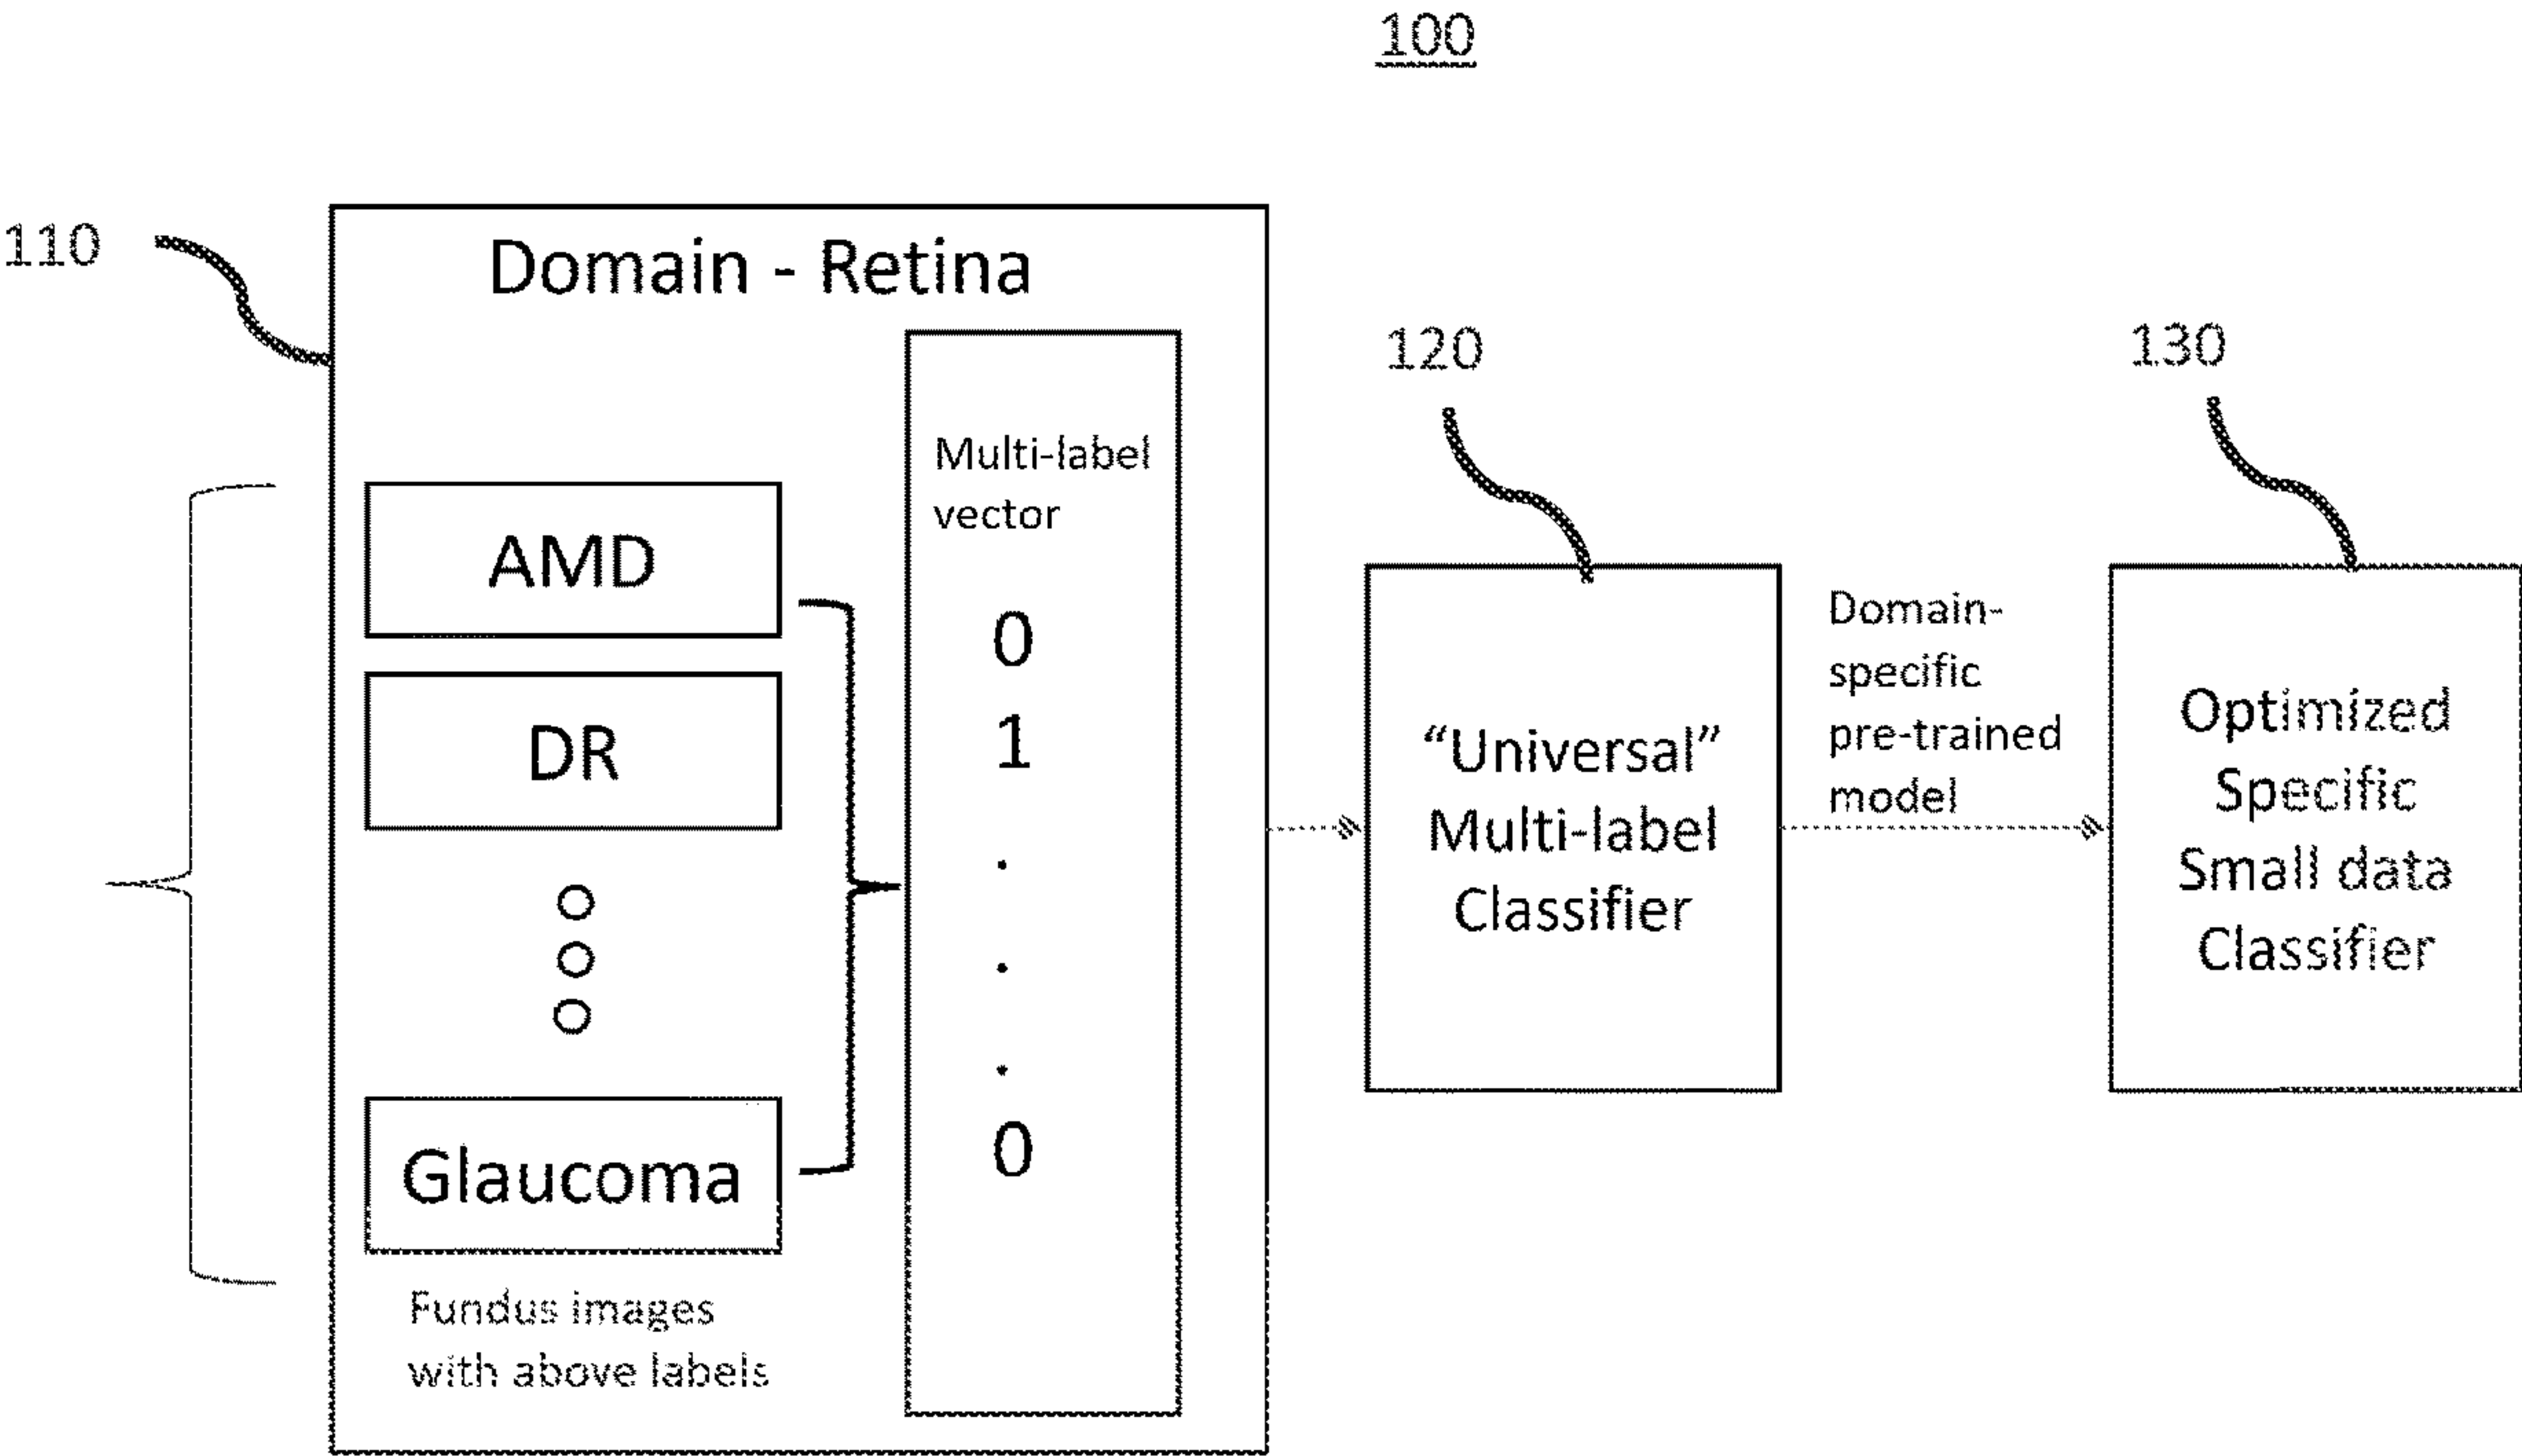 100
110
Domain - Retina
AMD
DR
Glaucoma
Fundus images
with above labels
Multi-label
vector
0
1
.
.
.
0
120
“Universal”
Multi-label
Classifier
Domain-
specific
pre-trained
model
130
Optimized
Specific
Small data
Classifier